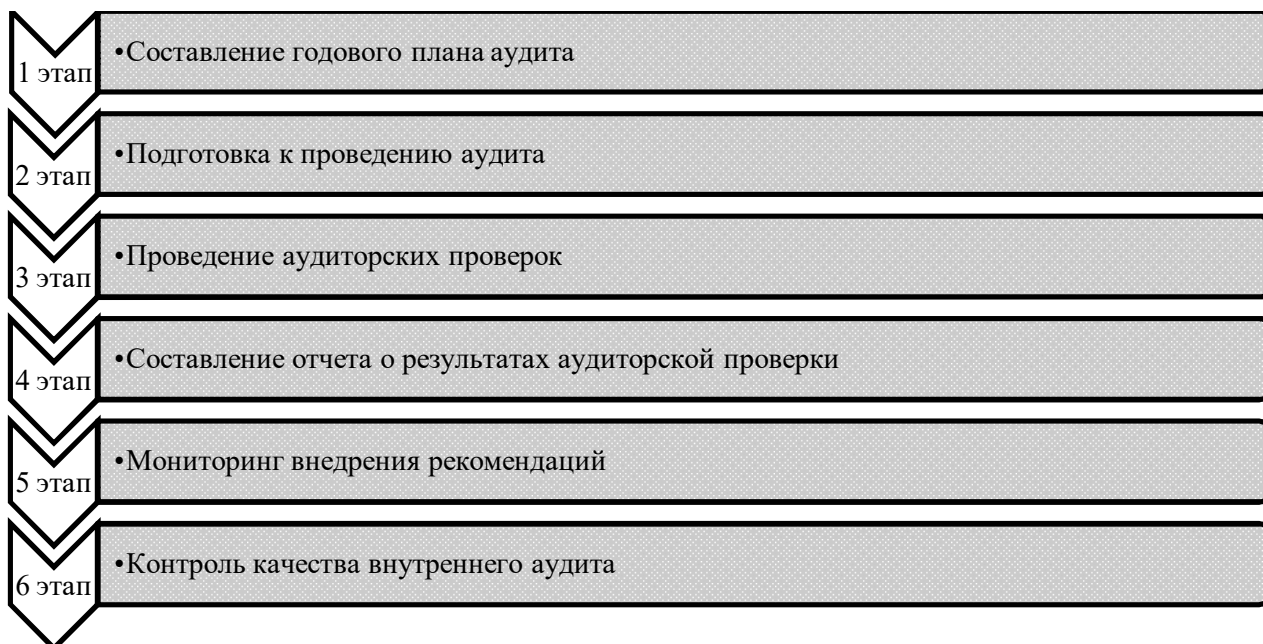 1 этап
•Составление годового плана аудита
2 этап
•Подготовка к проведению аудита
3 этап
•Проведение аудиторских проверок
4 этап
•Составление отчета о результатах аудиторской проверки
5 этап
•Мониторинг внедрения рекомендаций
6 этап
•Контроль качества внутреннего аудита